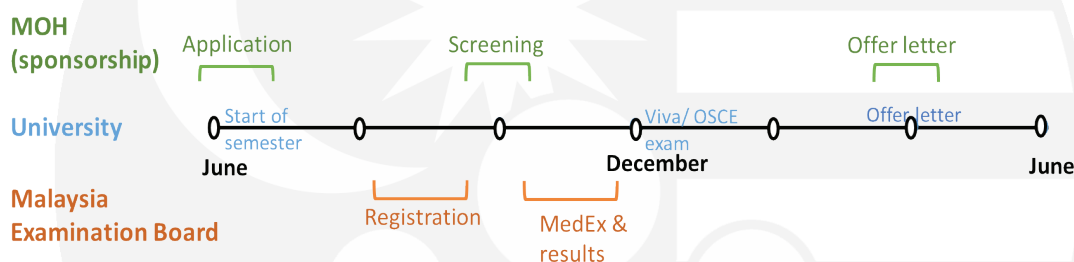 MOH
(sponsorship)
Application
Screening
Offer letter
University
Start of
semester
Viva/ OSCE
exam
Offer letter
June
December
June
Malaysia
Examination Board
Registration
MedEx &
results